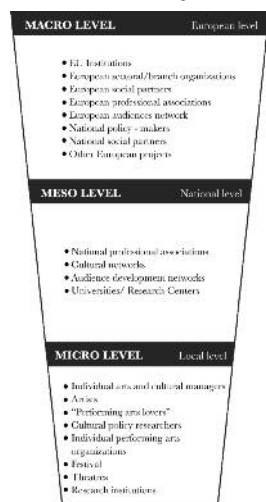 MACRO LEVEL European level
• EU Institutions
• European sectoral/branch organizations
• European social partners
• European professional associations
• European audiences network
• National policy - makers
• National social partners
• Other European projects
MESO LEVEL National level
• National professional associations
• Cultural networks
• Audience development networks
• Universities/ Research Centers
MICRO LEVEL Local level
• Individual arts and cultural managers
• Artists
• “Performing arts lovers”
• Cultural policy researchers
• Individual performing arts
organizations
• Festival
• Theatres
• Research institutions